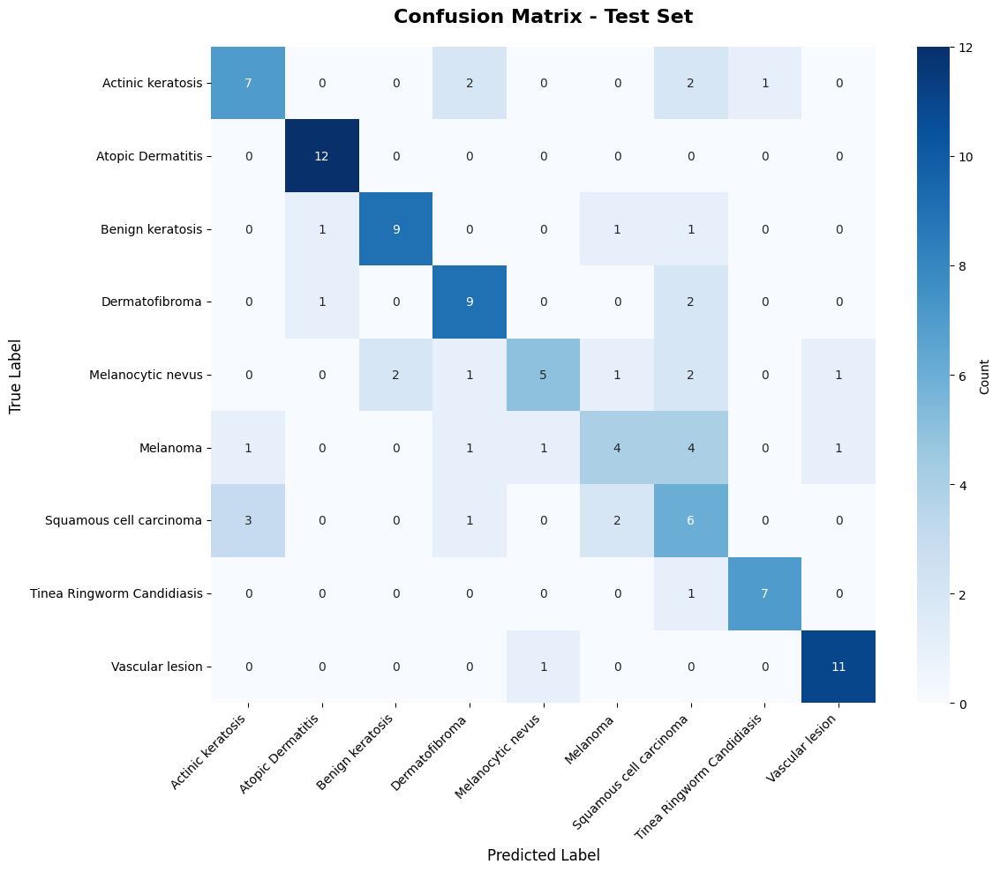 Confusion Matrix - Test Set
True Label
Actinic keratosis 7 0 0 2 0 0 2 1 0
Atopic Dermatitis 0 12 0 0 0 0 0 0 0
Benign keratosis 0 1 9 0 0 1 1 0 0
Dermatofibroma 0 1 0 9 0 0 2 0 0
Melanocytic nevus 0 0 2 1 5 1 2 0 1
Melanoma 1 0 0 1 1 4 4 0 1
Squamous cell carcinoma 3 0 0 1 0 2 6 0 0
Tinea Ringworm Candidiasis 0 0 0 0 0 0 1 7 0
Vascular lesion 0 0 0 0 1 0 0 0 11
Actinic keratosis
Atopic Dermatitis
Benign keratosis
Dermatofibroma
Melanocytic nevus
Melanoma
Squamous cell carcinoma
Tinea Ringworm Candidiasis
Vascular lesion
Predicted Label
12
10
8
6
4
2
0
Count